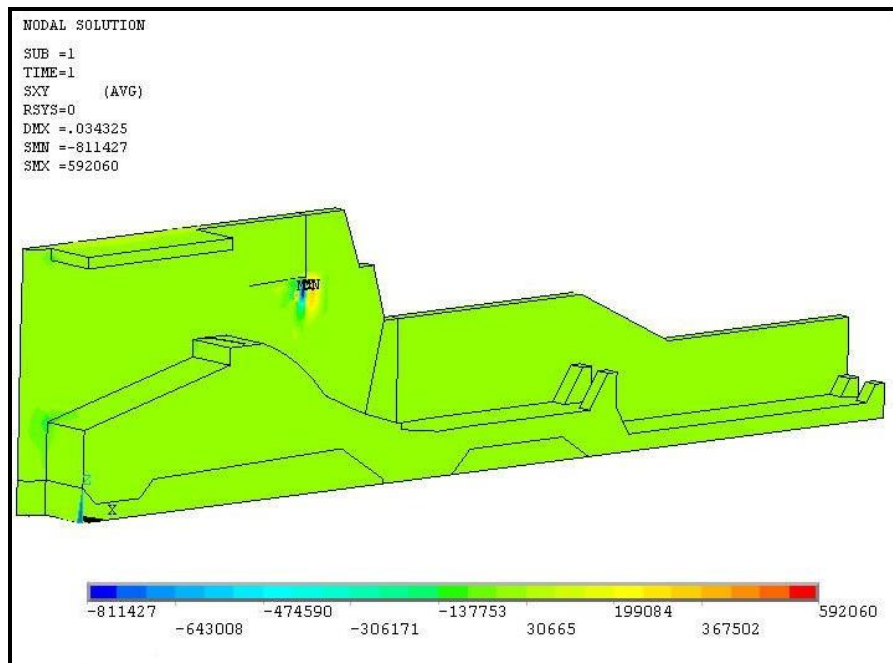 NODAL SOLUTION
SUB =1
TIME=1
SXY (AVG)
RSYS=0
DMX =.034325
SMN =-811427
SMX =592060
Z
X
-811427 -474590 -137753 199084 592060
-643008 -306171 30665 367502